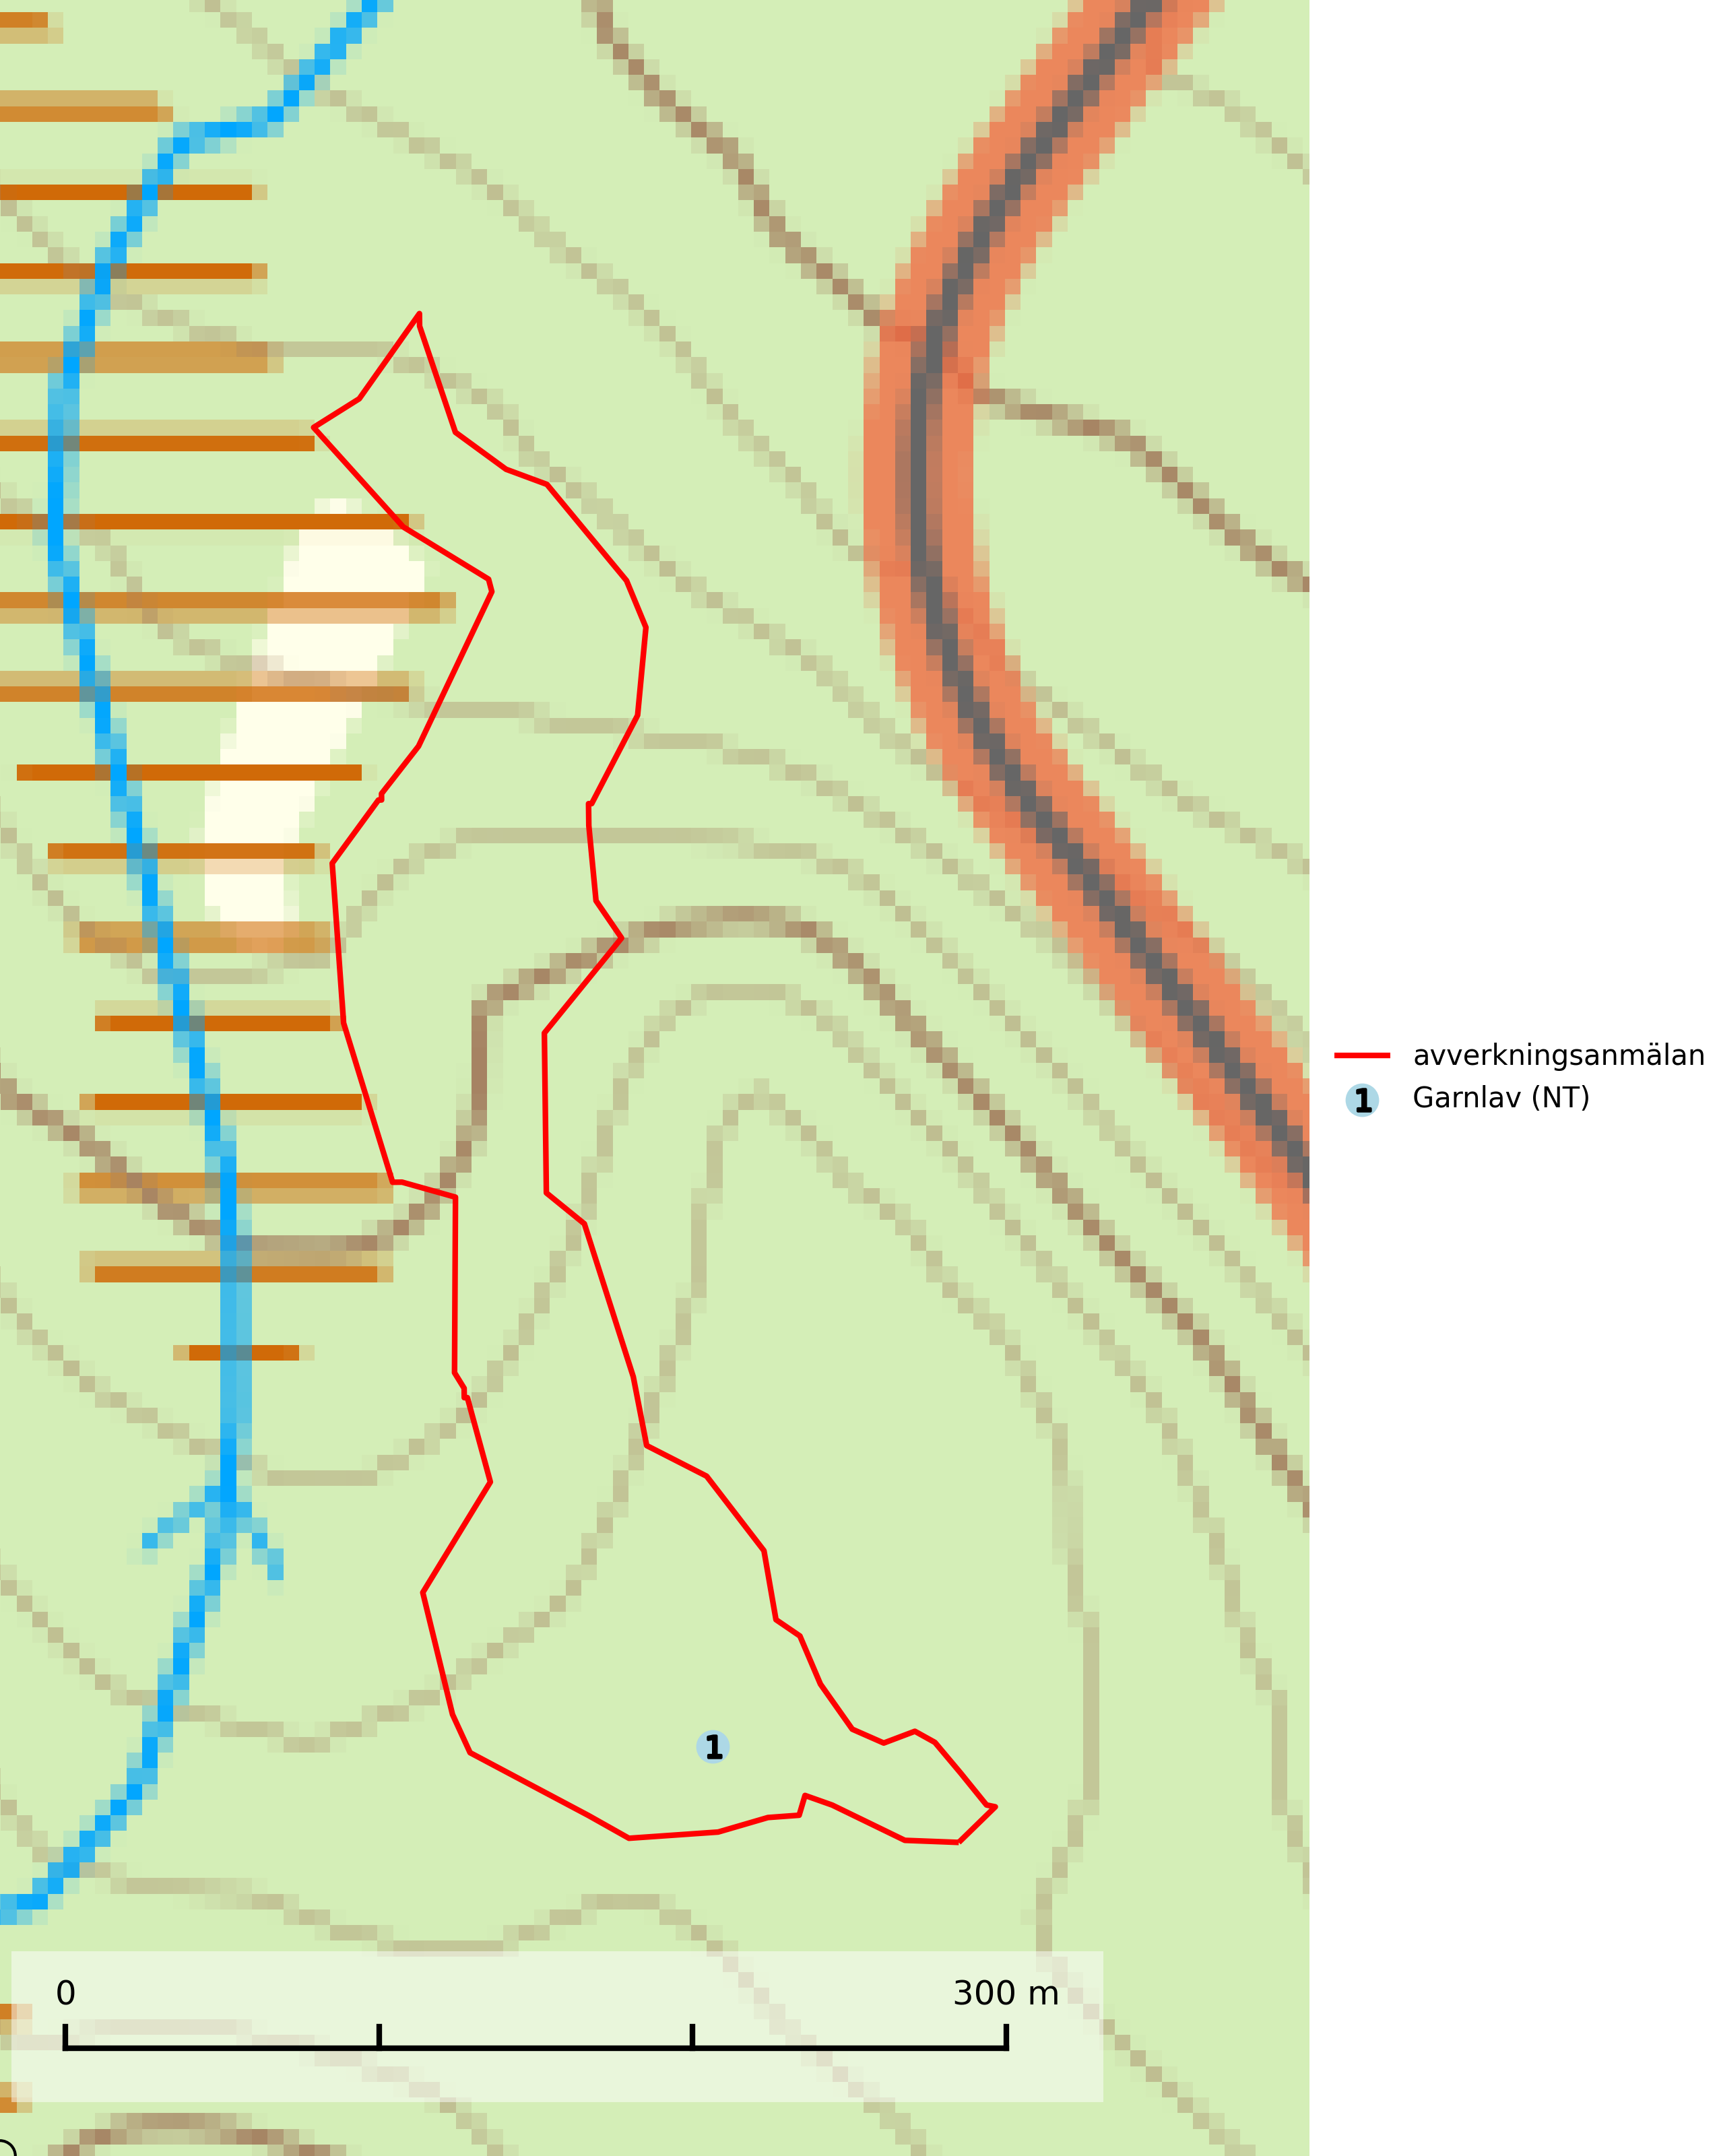 avverkningsanmälan
1 Garnlav (NT)
1
0 300 m